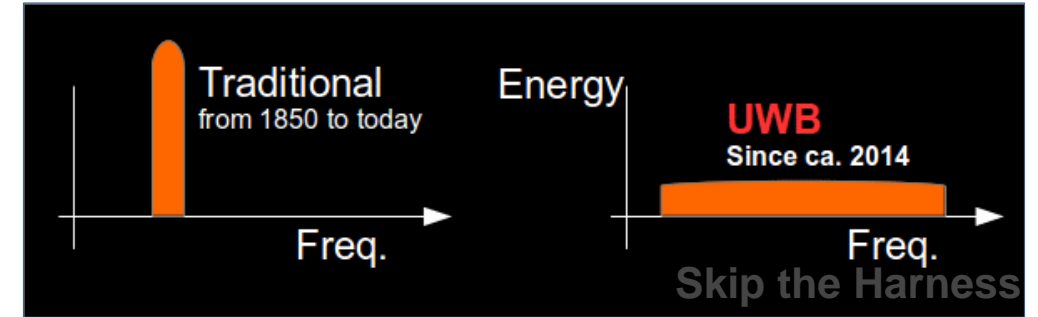 Traditional
from 1850 to today
Freq.
Energy
UWB
Since ca. 2014
Freq.
Skip the Harness